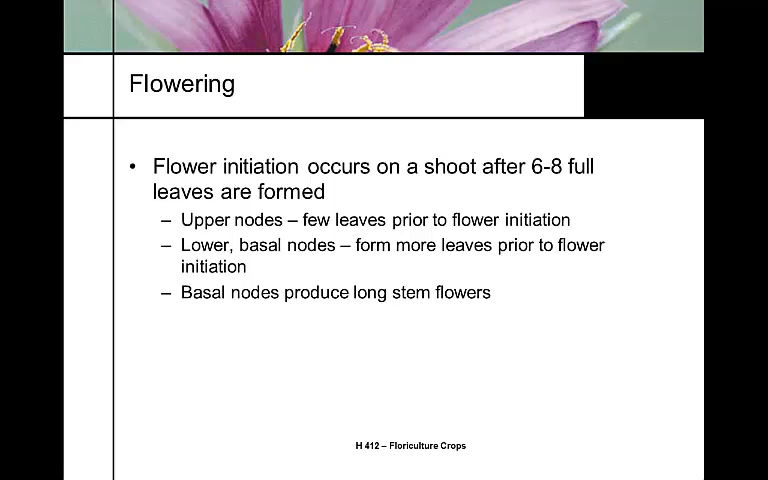 Flowering
• Flower initiation occurs on a shoot after 6-8 full
leaves are formed
– Upper nodes – few leaves prior to flower initiation
– Lower, basal nodes – form more leaves prior to flower
initiation
– Basal nodes produce long stem flowers
H 412 – Floriculture Crops